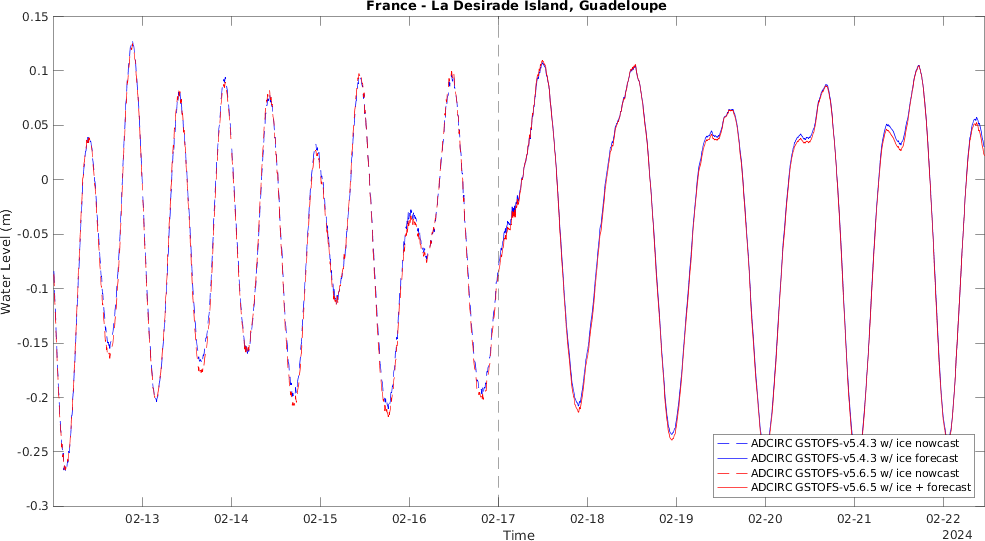 France - La Desirade Island, Guadeloupe
Water Level (m)
0.15
0.1
0.05
0
-0.05
-0.1
-0.15
-0.2
-0.25
-0.3
ADCIRC GSTOFS-v5.4.3 w/ ice nowcast
ADCIRC GSTOFS-v5.4.3 w/ ice forecast
ADCIRC GSTOFS-v5.6.5 w/ ice nowcast
ADCIRC GSTOFS-v5.6.5 w/ ice + forecast
02-13 02-14 02-15 02-16 02-17 02-18 02-19 02-20 02-21 02-22
2024
Time